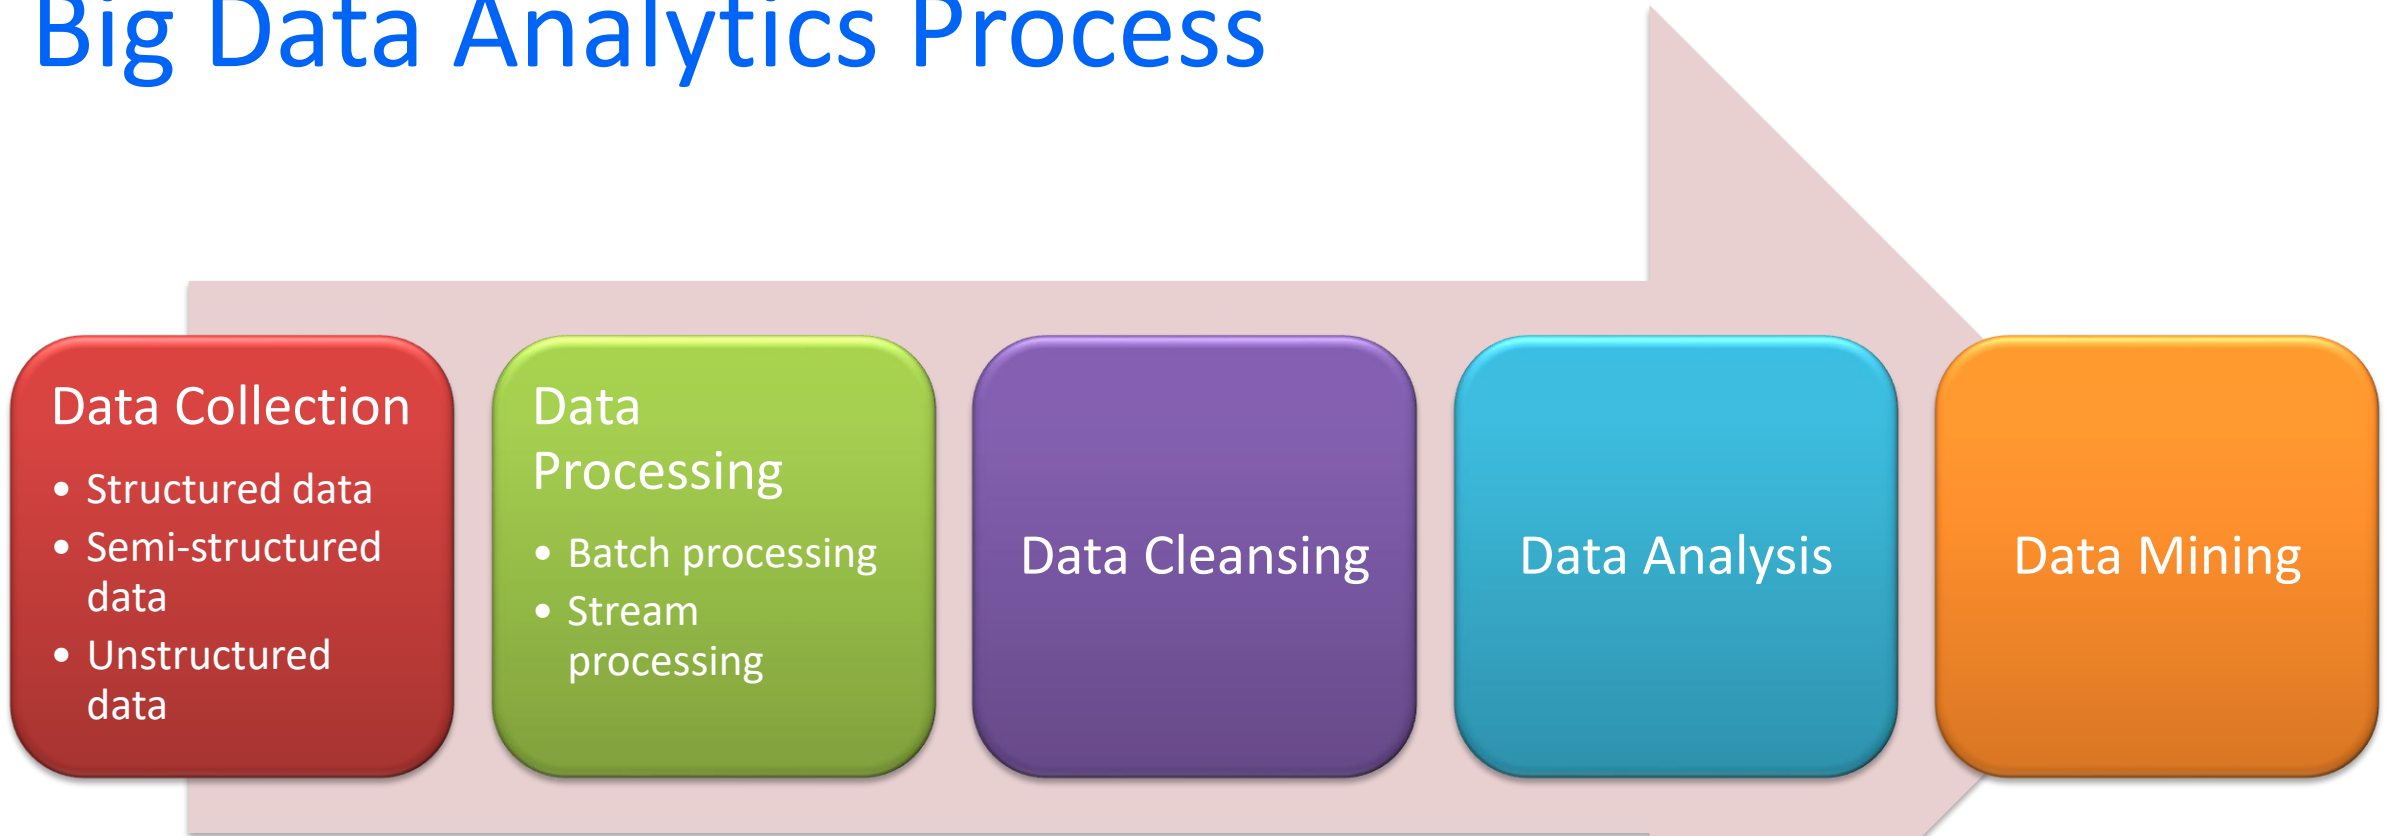 Big Data Analytics Process
Data Collection
• Structured data
• Semi-structured
data
• Unstructured
data
Data
Processing
• Batch processing
• Stream
processing
Data Cleansing
Data Analysis
Data Mining